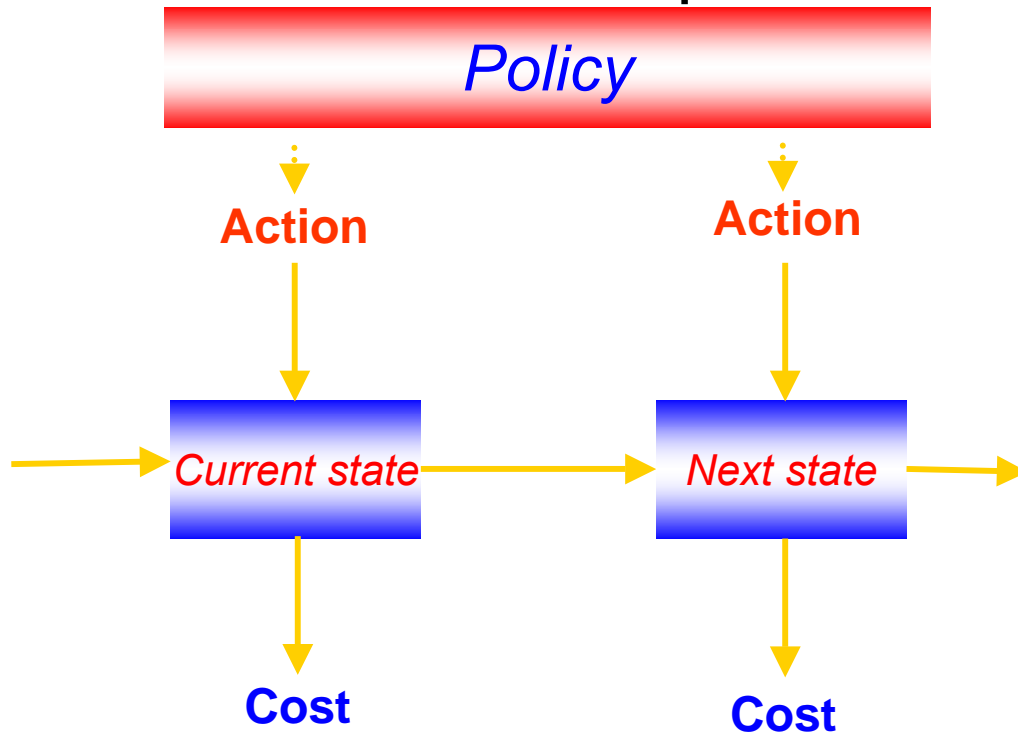 Policy
Action
Action
Current state
Next state
Cost
Cost